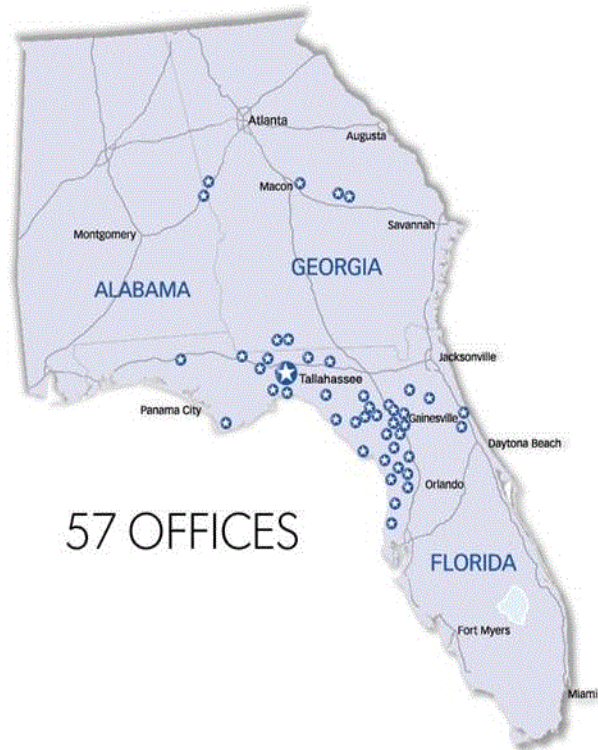 Atlanta
Augusta
Macon
Savannah
Montgomery
GEORGIA
ALABAMA
Jacksonville
Tallahassee
Panama City
Gainesville
Daytona Beach
Orlando
57 OFFICES
FLORIDA
Fort Myers
Miami